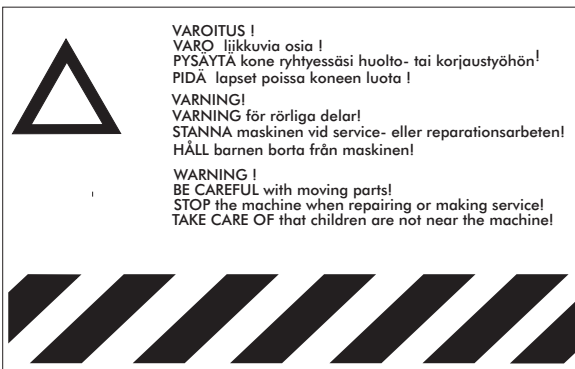 VAROITUS !
VARO liikkuvia osia !
PYSÄYTÄ kone ryhtyessäsi huolto- tai korjaustyöhön!
PIDÄ lapset poissa koneen luota !
VARNING!
VARNING för rörliga delar!
STANNA maskinen vid service- eller reparationsarbeten!
HÅLL barnen borta från maskinen!
WARNING !
BE CAREFUL with moving parts!
STOP the machine when repairing or making service!
TAKE CARE OF that children are not near the machine!